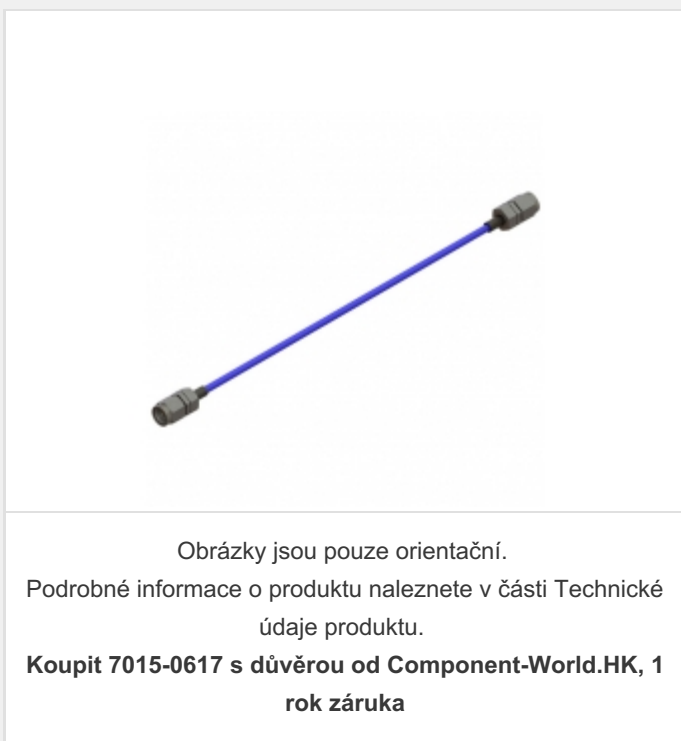 Obrázky jsou pouze orientační.
Podrobné informace o produktu naleznete v části Technické
údaje produktu.
Koupit 7015-0617 s důvěrou od Component-World.HK, 1
rok záruka